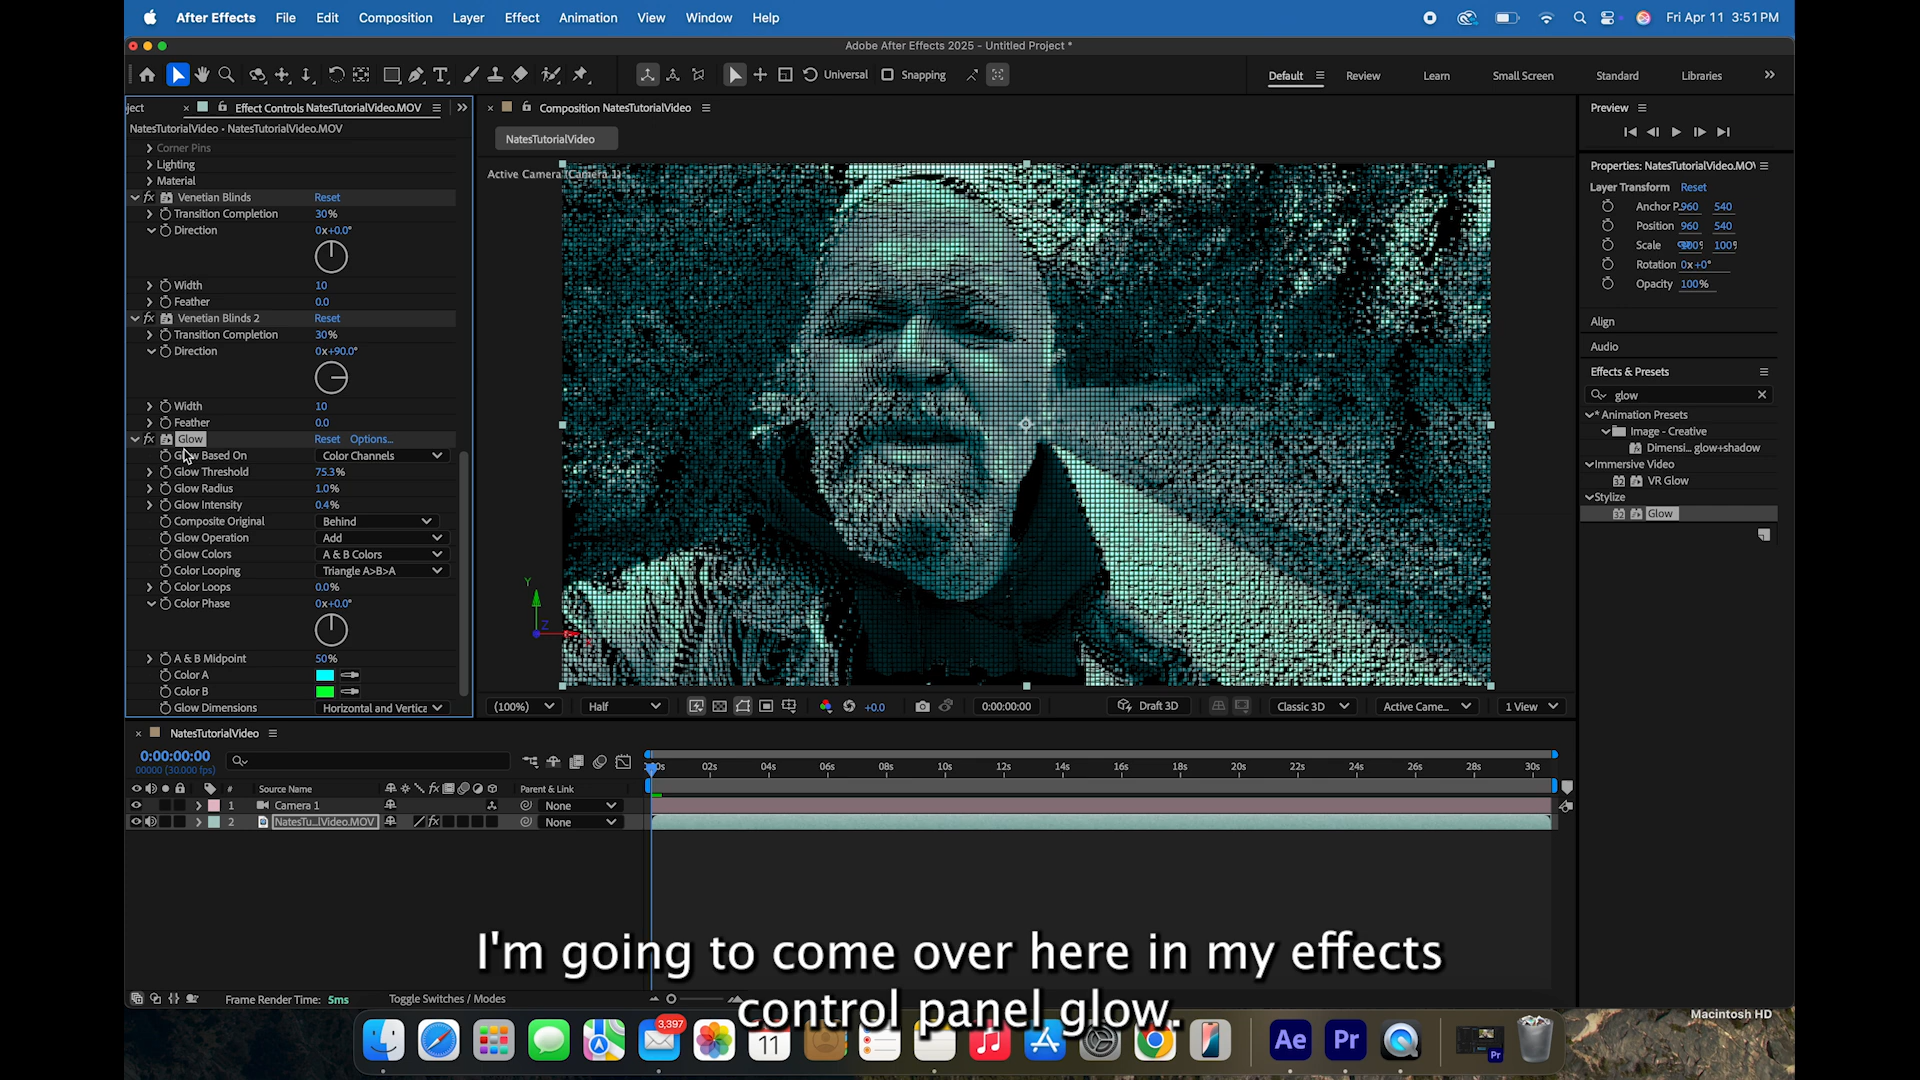 After Effects File Edit Composition Layer Effect Animation View Window Help Fri Apr 11 3:51PM
Adobe After Effects 2025 - Untitled Project *
Universal Snapping Default Review Learn Small Screen Standard Libraries
ject Effect Controls NatesTutorialVideo.MOV
NatesTutorialVideo • NatesTutorialVideo.MOV
Corner Pins
Lighting
Material
Venetian Blinds Reset
Transition Completion 30%
Direction 0x+0.0°
Width 10
Feather 0.0
Venetian Blinds 2 Reset
Transition Completion 30%
Direction 0x+90.0°
Width 10
Feather 0.0
Glow Reset Options...
Glow Based On Color Channels
Glow Threshold 75.3%
Glow Radius 1.0%
Glow Intensity 0.4%
Composite Original Behind
Glow Operation Add
Glow Colors A & B Colors
Color Looping Triangle A>B>A
Color Loops 0.0%
Color Phase 0x+0.0°
A & B Midpoint 50%
Color A
Color B
Glow Dimensions Horizontal and Vertica
Composition NatesTutorialVideo
NatesTutorialVideo
Active Camera (Camera 1)
Y
Z
(100%) Half +0.0 0:00:00:00 Draft 3D Classic 3D Active Came... 1 View
Preview
Properties: NatesTutorialVideo.MO
Layer Transform Reset
Anchor P 960 540
Position 960 540
Scale 100%
Rotation 0x+0°
Opacity 100%
Align
Audio
Effects & Presets
glow
* Animation Presets
Image - Creative
Dimensi... glow+shadow
Immersive Video
32 VR Glow
Stylize
32 Glow
NatesTutorialVideo
0:00:00:00
00000 (30.000 fps)
02s 04s 06s 08s 10s 12s 14s 16s 18s 20s 22s 24s 26s 28s 30s
# Source Name fx Parent & Link
1 Camera 1 None
2 NatesTu...lVideo.MOV fx None
I'm going to come over here in my effects
control panel glow.
Frame Render Time: 5ms Toggle Switches / Modes
Macintosh HD
3,397
11
Ae
Pr
Pr